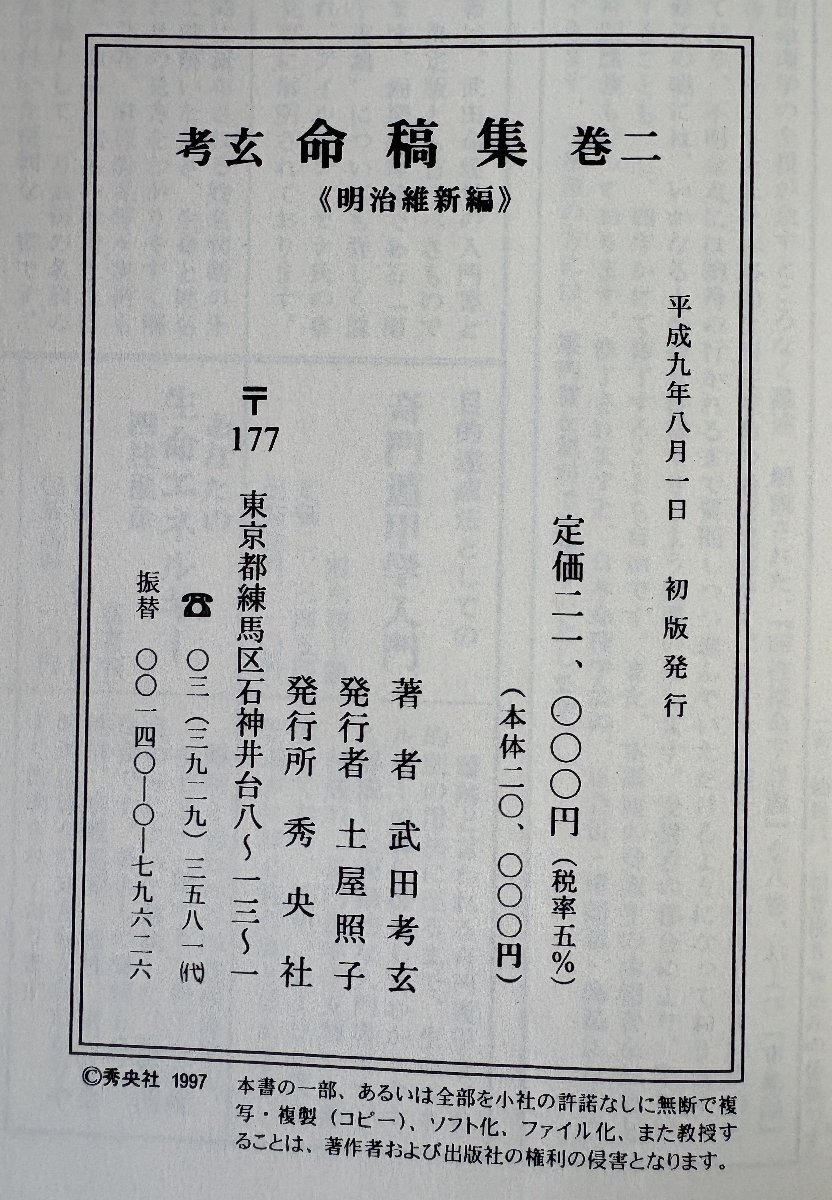 考玄 命稿集 巻二
《明治維新編》
平成九年八月一日 初版発行
定価二一、〇〇〇円(税率五%)
(本体二〇、〇〇〇円)
著者 武田考玄
発行者 土屋照子
発行所 秀央社
〒177 東京都練馬区石神井台八〜一三〜一
☎ 〇三(三九二九)三五八一㈹
振替 〇〇一四〇―〇―七九六二六
©秀央社 1997
本書の一部、あるいは全部を小社の許諾なしに無断で複
写・複製(コピー)、ソフト化、ファイル化、また教授す
ることは、著作者および出版社の権利の侵害となります。